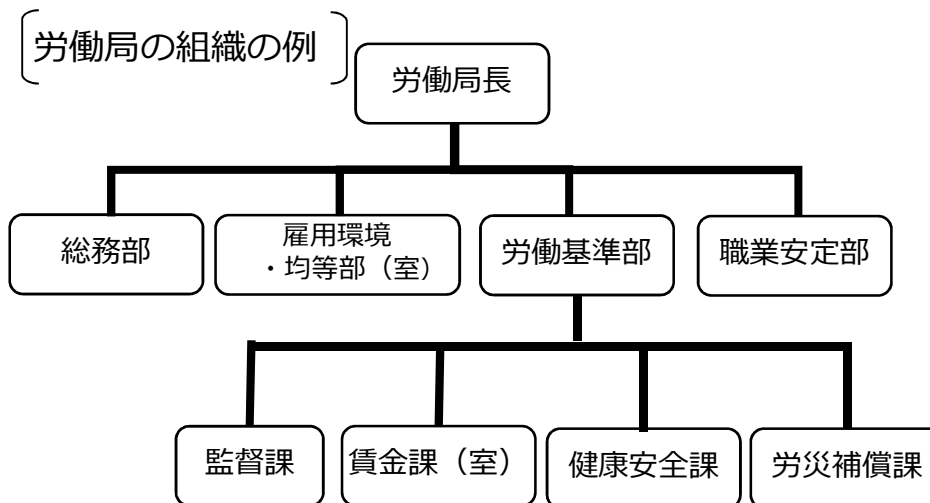 労働局の組織の例
労働局長
総務部
雇用環境
・均等部（室）
労働基準部
職業安定部
監督課
賃金課（室）
健康安全課
労災補償課